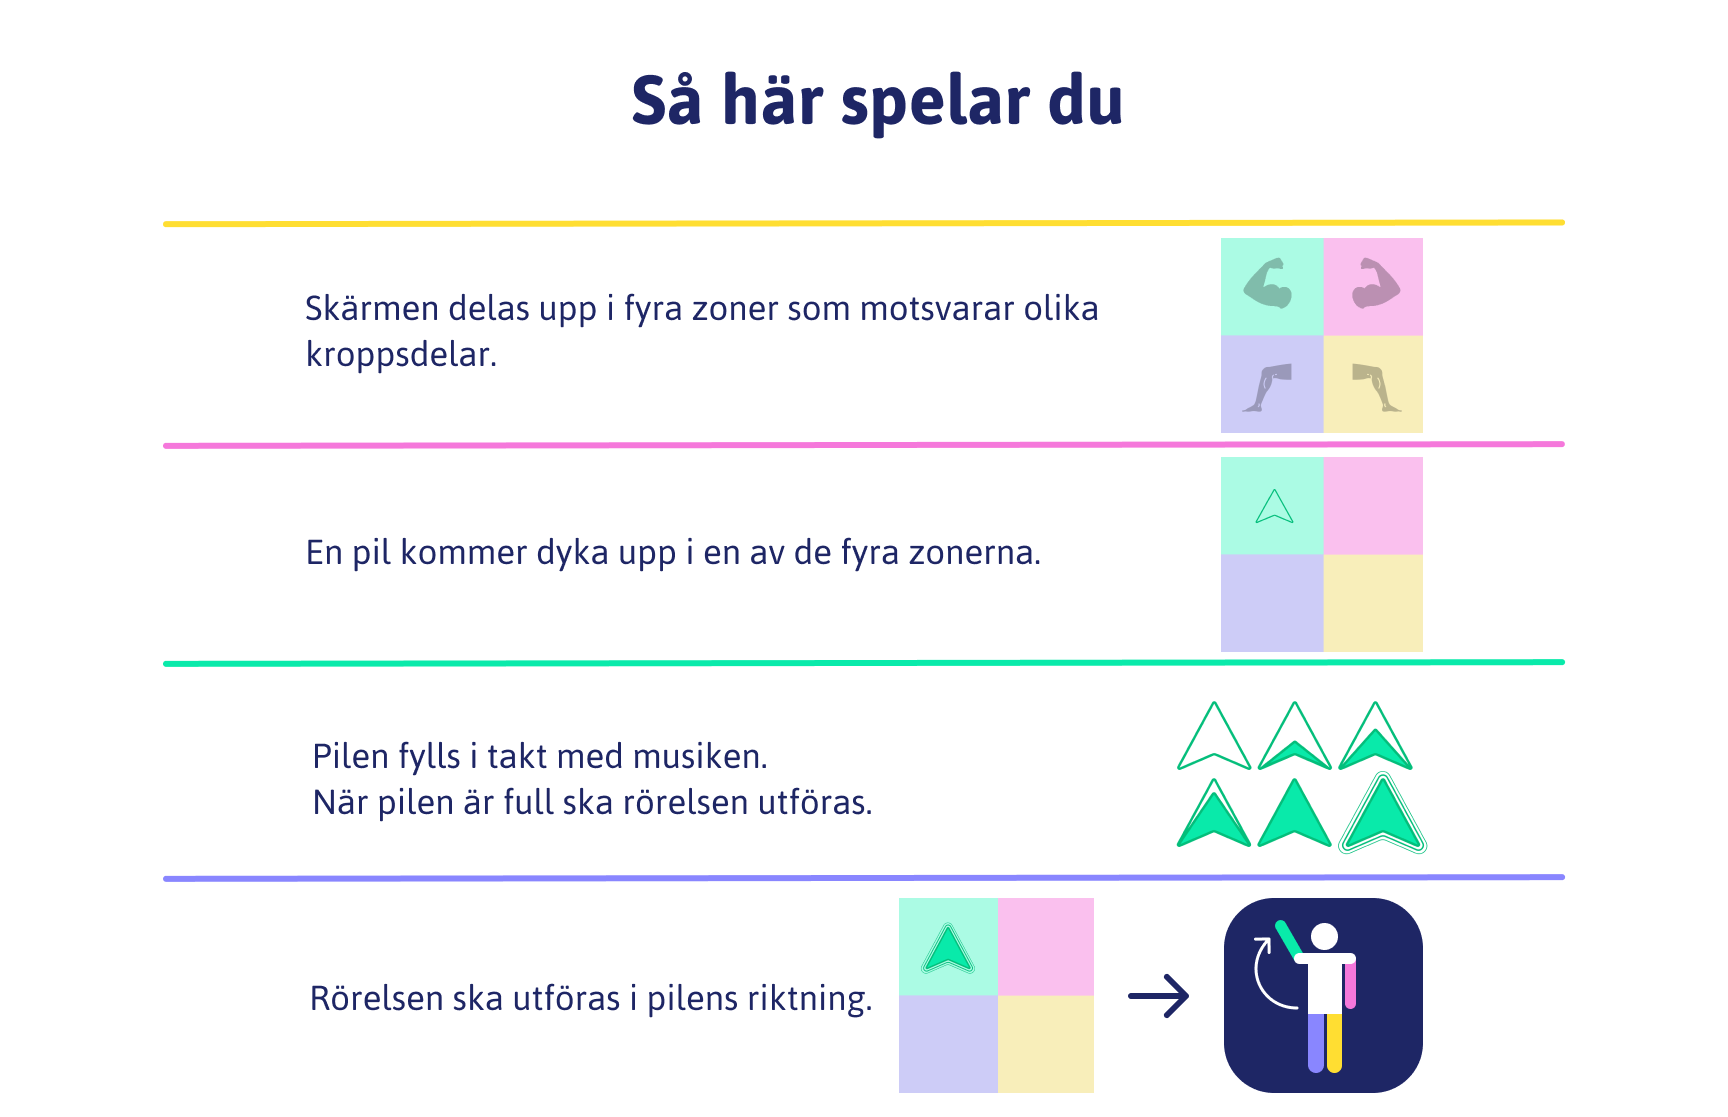 Så här spelar du
Skärmen delas upp i fyra zoner som motsvarar olika
kroppsdelar.
En pil kommer dyka upp i en av de fyra zonerna.
Pilen fylls i takt med musiken.
När pilen är full ska rörelsen utföras.
Rörelsen ska utföras i pilens riktning.